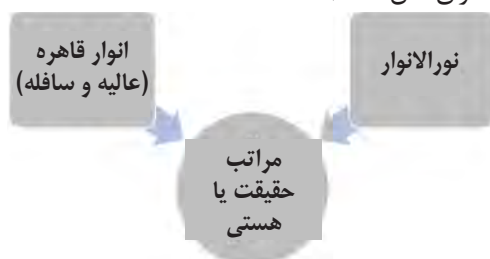 نورالانوار
انوار قاهره
(عالیه و سافله)
مراتب
حقیقت یا
هستی